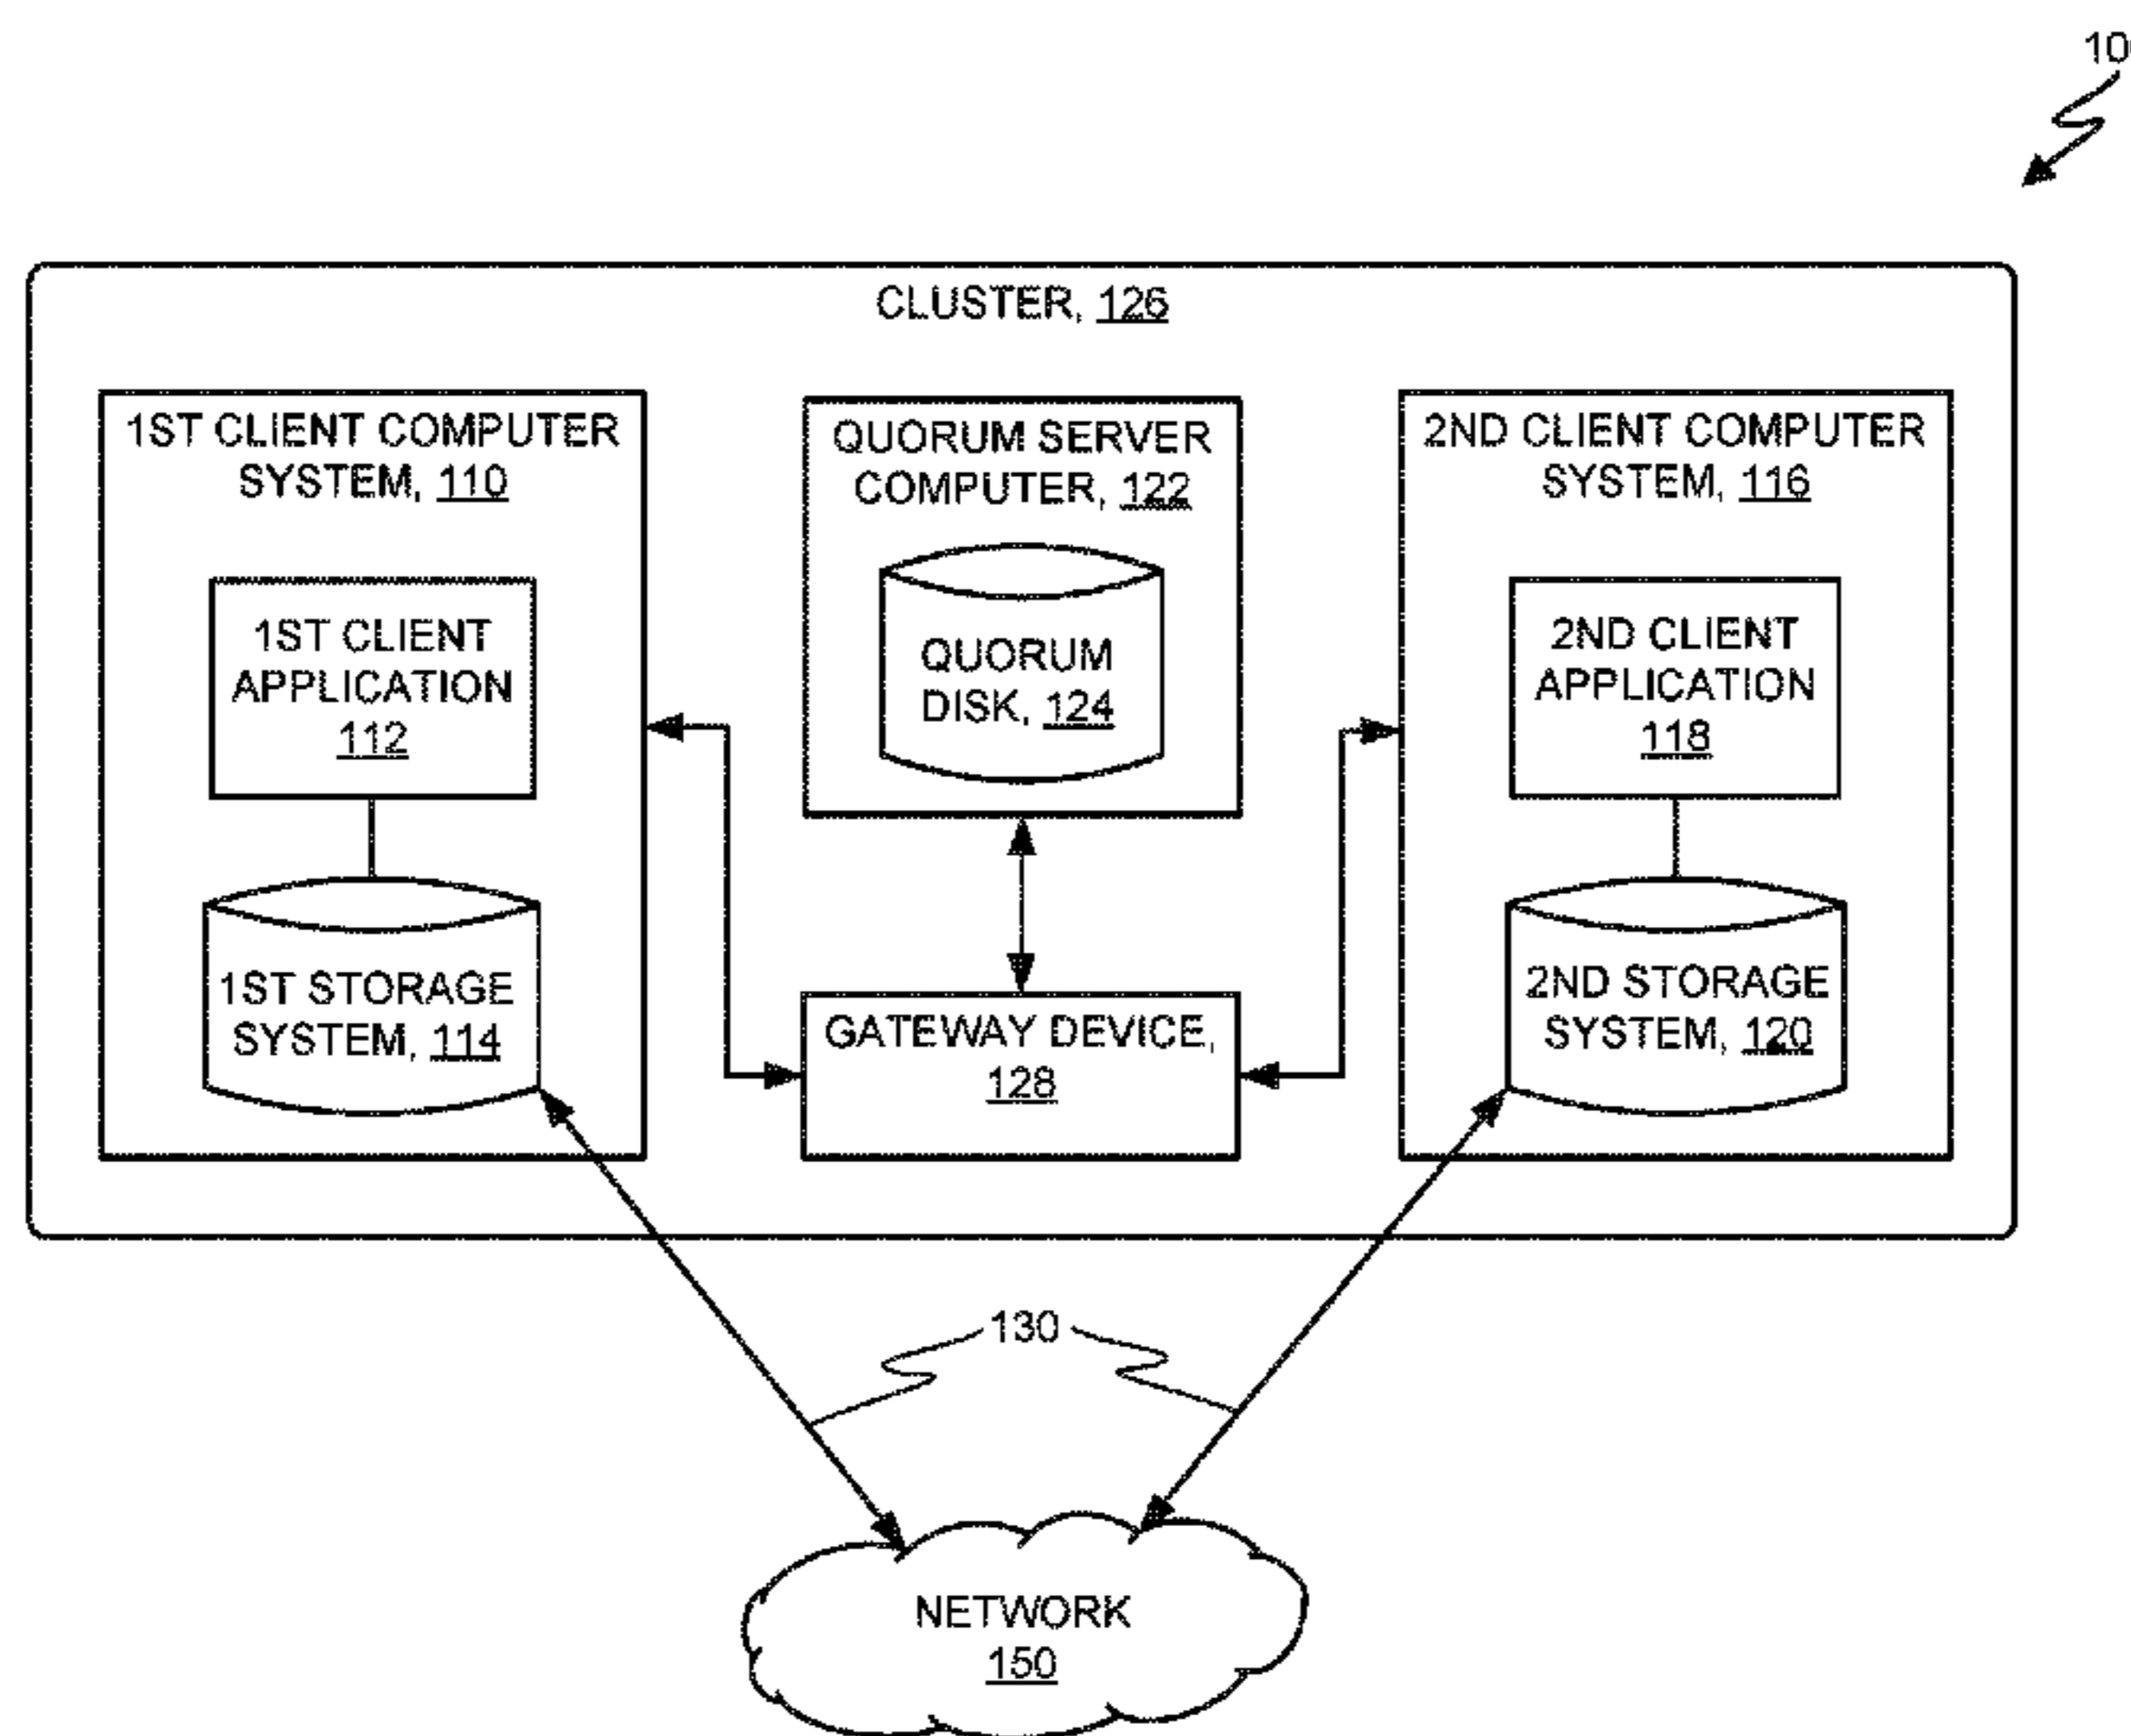 CLUSTER, 126
1ST CLIENT COMPUTER
SYSTEM, 110
1ST CLIENT
APPLICATION
112
1ST STORAGE
SYSTEM, 114
QUORUM SERVER
COMPUTER, 122
QUORUM
DISK, 124
GATEWAY DEVICE,
128
2ND CLIENT COMPUTER
SYSTEM, 116
2ND CLIENT
APPLICATION
118
2ND STORAGE
SYSTEM, 120
130
NETWORK
150